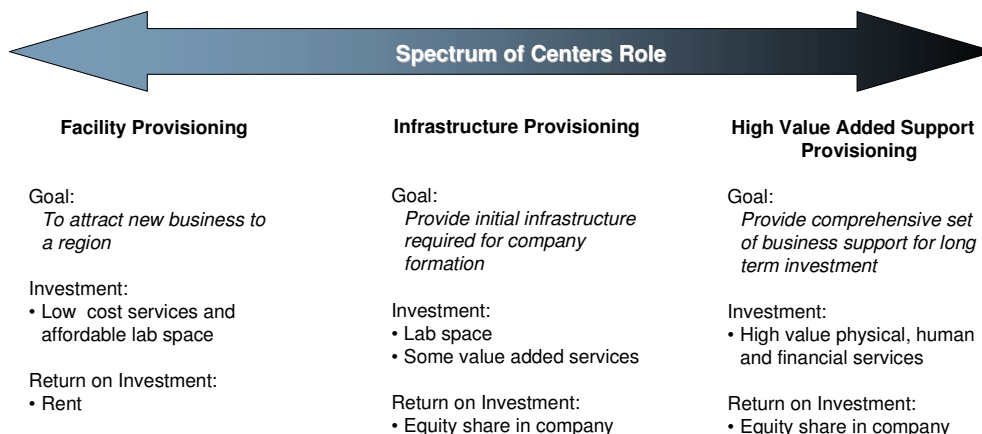 Spectrum of Centers Role
Facility Provisioning
Goal:
To attract new business to
a region
Investment:
• Low cost services and
affordable lab space
Return on Investment:
• Rent
Infrastructure Provisioning
Goal:
Provide initial infrastructure
required for company
formation
Investment:
• Lab space
• Some value added services
Return on Investment:
• Equity share in company
High Value Added Support
Provisioning
Goal:
Provide comprehensive set
of business support for long
term investment
Investment:
• High value physical, human
and financial services
Return on Investment:
• Equity share in company